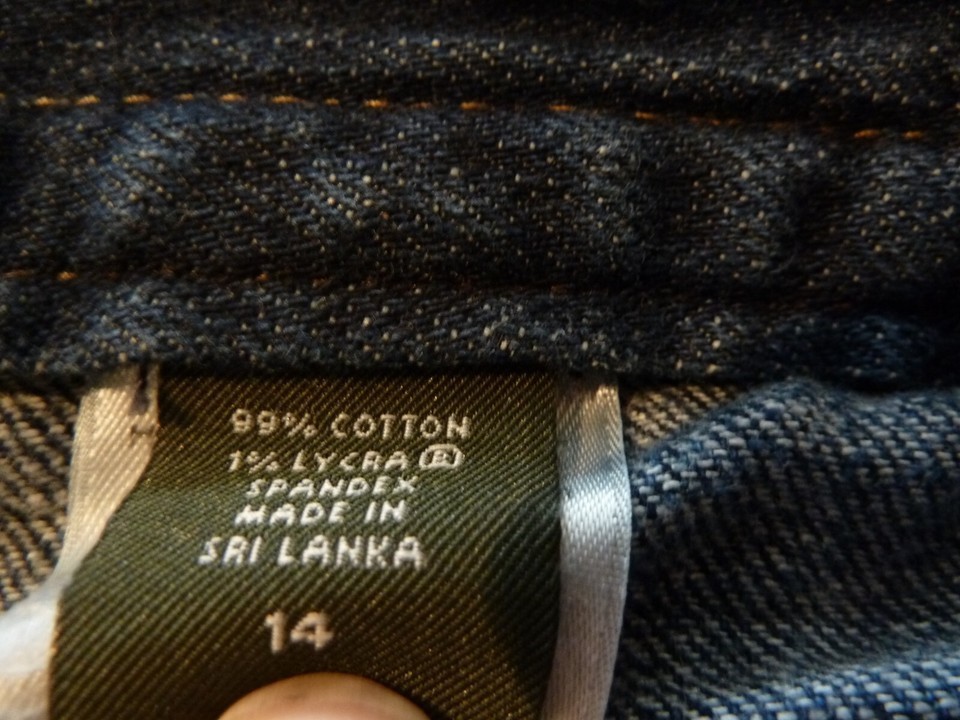 99% COTTON
1% LYCRA ®
SPANDEX
MADE IN
SRI LANKA
14